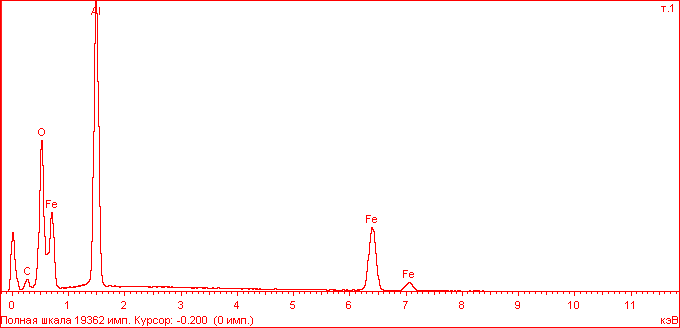 Al
т.1
O
Fe
Fe
C
Fe
0 1 2 3 4 5 6 7 8 9 10 11
Полная шкала 19362 имп. Курсор: -0.200 (0 имп.)
кэВ